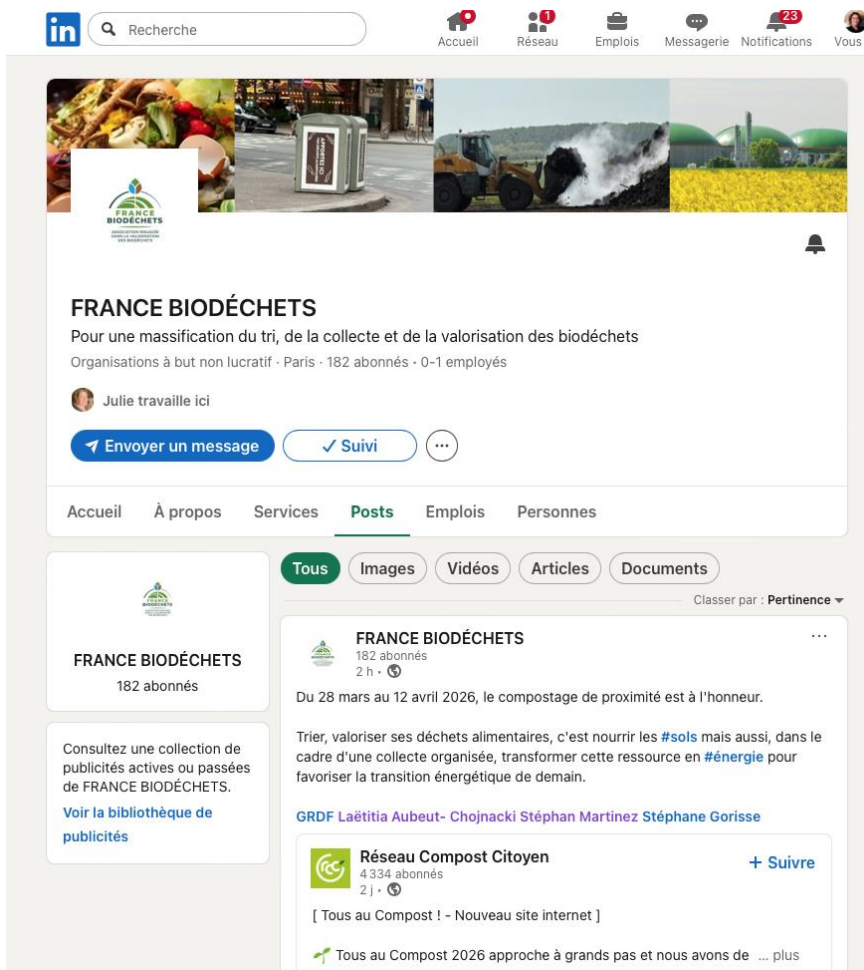 in
Recherche
1
23
Accueil
Réseau
Emplois
Messagerie
Notifications
Vous
FRANCE
BIODÉCHETS
FRANCE BIODÉCHETS
Pour une massification du tri, de la collecte et de la valorisation des biodéchets
Organisations à but non lucratif · Paris · 182 abonnés · 0-1 employés
Julie travaille ici
Envoyer un message
Suivi
Accueil
À propos
Services
Posts
Emplois
Personnes
Tous
Images
Vidéos
Articles
Documents
Classer par : Pertinence
FRANCE BIODÉCHETS
182 abonnés
Consultez une collection de
publicités actives ou passées
de FRANCE BIODÉCHETS.
Voir la bibliothèque de
publicités
FRANCE BIODÉCHETS
182 abonnés
2 h •
Du 28 mars au 12 avril 2026, le compostage de proximité est à l'honneur.
Trier, valoriser ses déchets alimentaires, c'est nourrir les #sols mais aussi, dans le
cadre d'une collecte organisée, transformer cette ressource en #énergie pour
favoriser la transition énergétique de demain.
GRDF Laëtitia Aubeut- Chojnacki Stéphan Martinez Stéphane Gorisse
rcc
Réseau Compost Citoyen
4 334 abonnés
2 j •
+ Suivre
[ Tous au Compost ! - Nouveau site internet ]
🌱 Tous au Compost 2026 approche à grands pas et nous avons de … plus